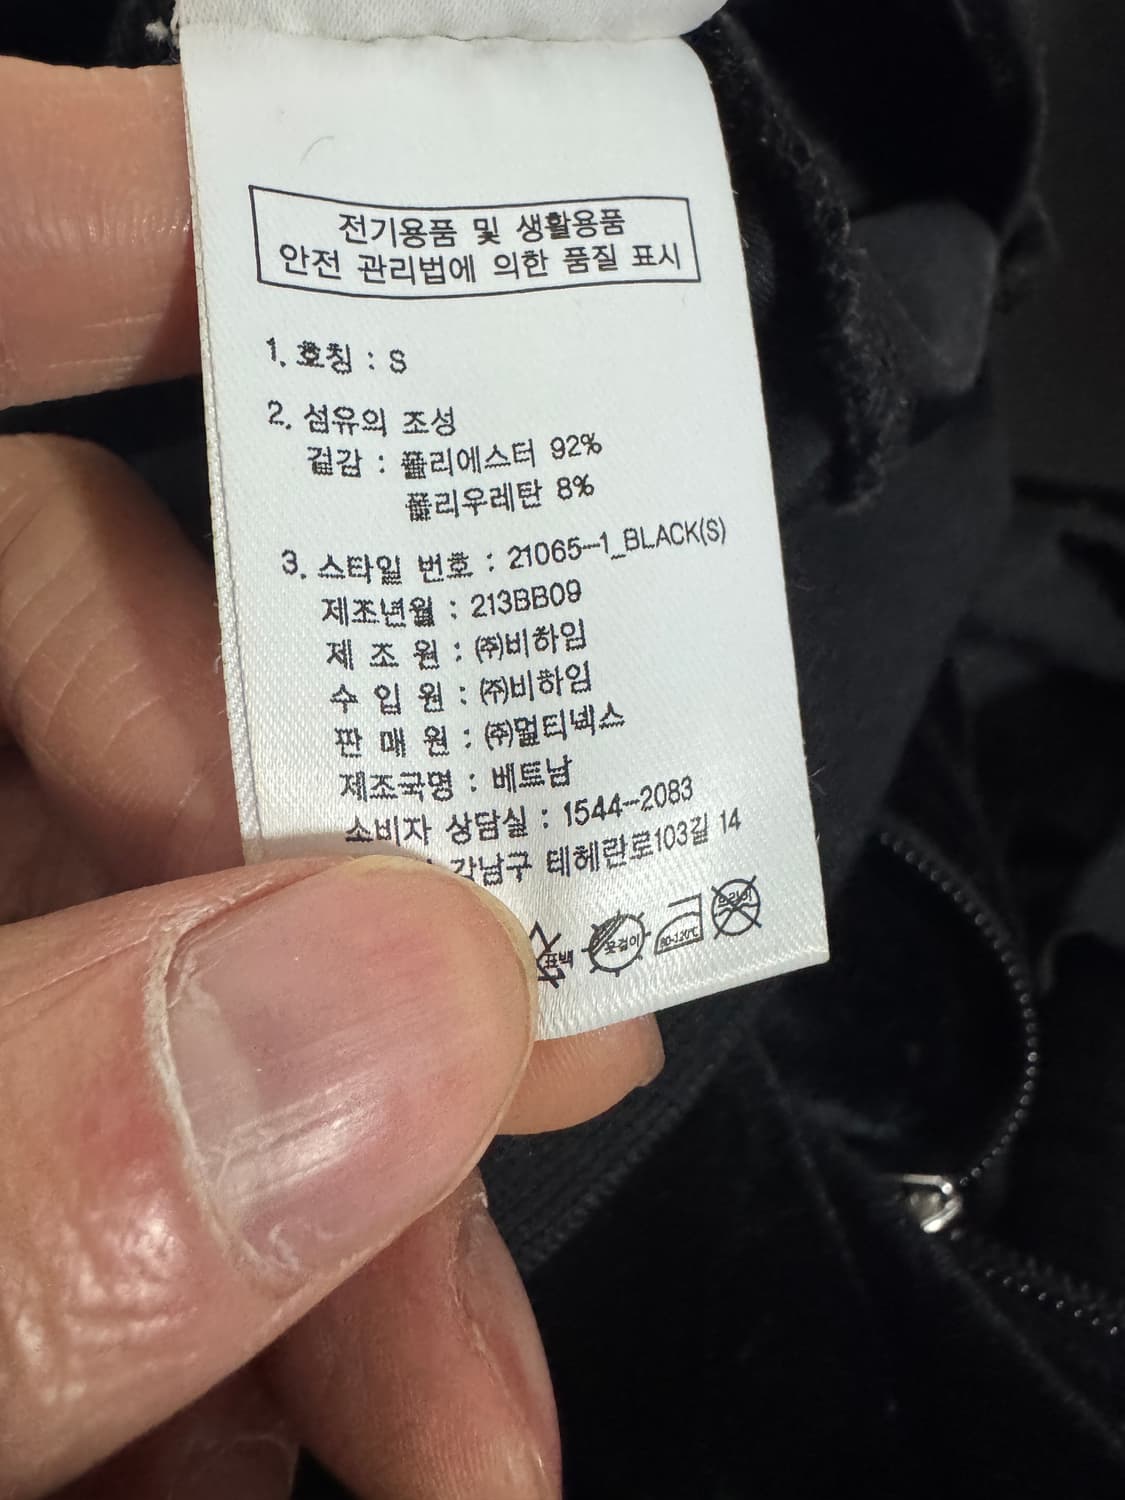 전기용품 및 생활용품
안전 관리법에 의한 품질 표시
1. 호칭 : S
2. 섬유의 조성
겉감 : 폴리에스터 92%
폴리우레탄 8%
3. 스타일 번호 : 21065-1_BLACK(S)
제조년월 : 213BB09
제 조 원 : (주)비하임
수 입 원 : (주)비하임
판 매 원 : (주)멀티넥스
제조국명 : 베트남
소비자 상담실 : 1544-2083
강남구 테헤란로103길 14
표백 옷걸이 80-120℃ 드라이